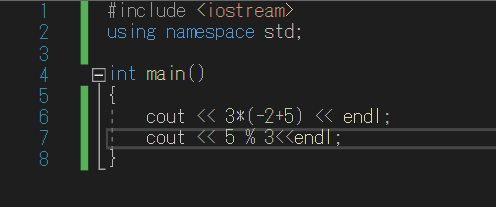 1 #include <iostream>
2 using namespace std;
3
4 int main()
5 {
6 cout << 3*(-2+5) << endl;
7 cout << 5 % 3<<endl;
8 }